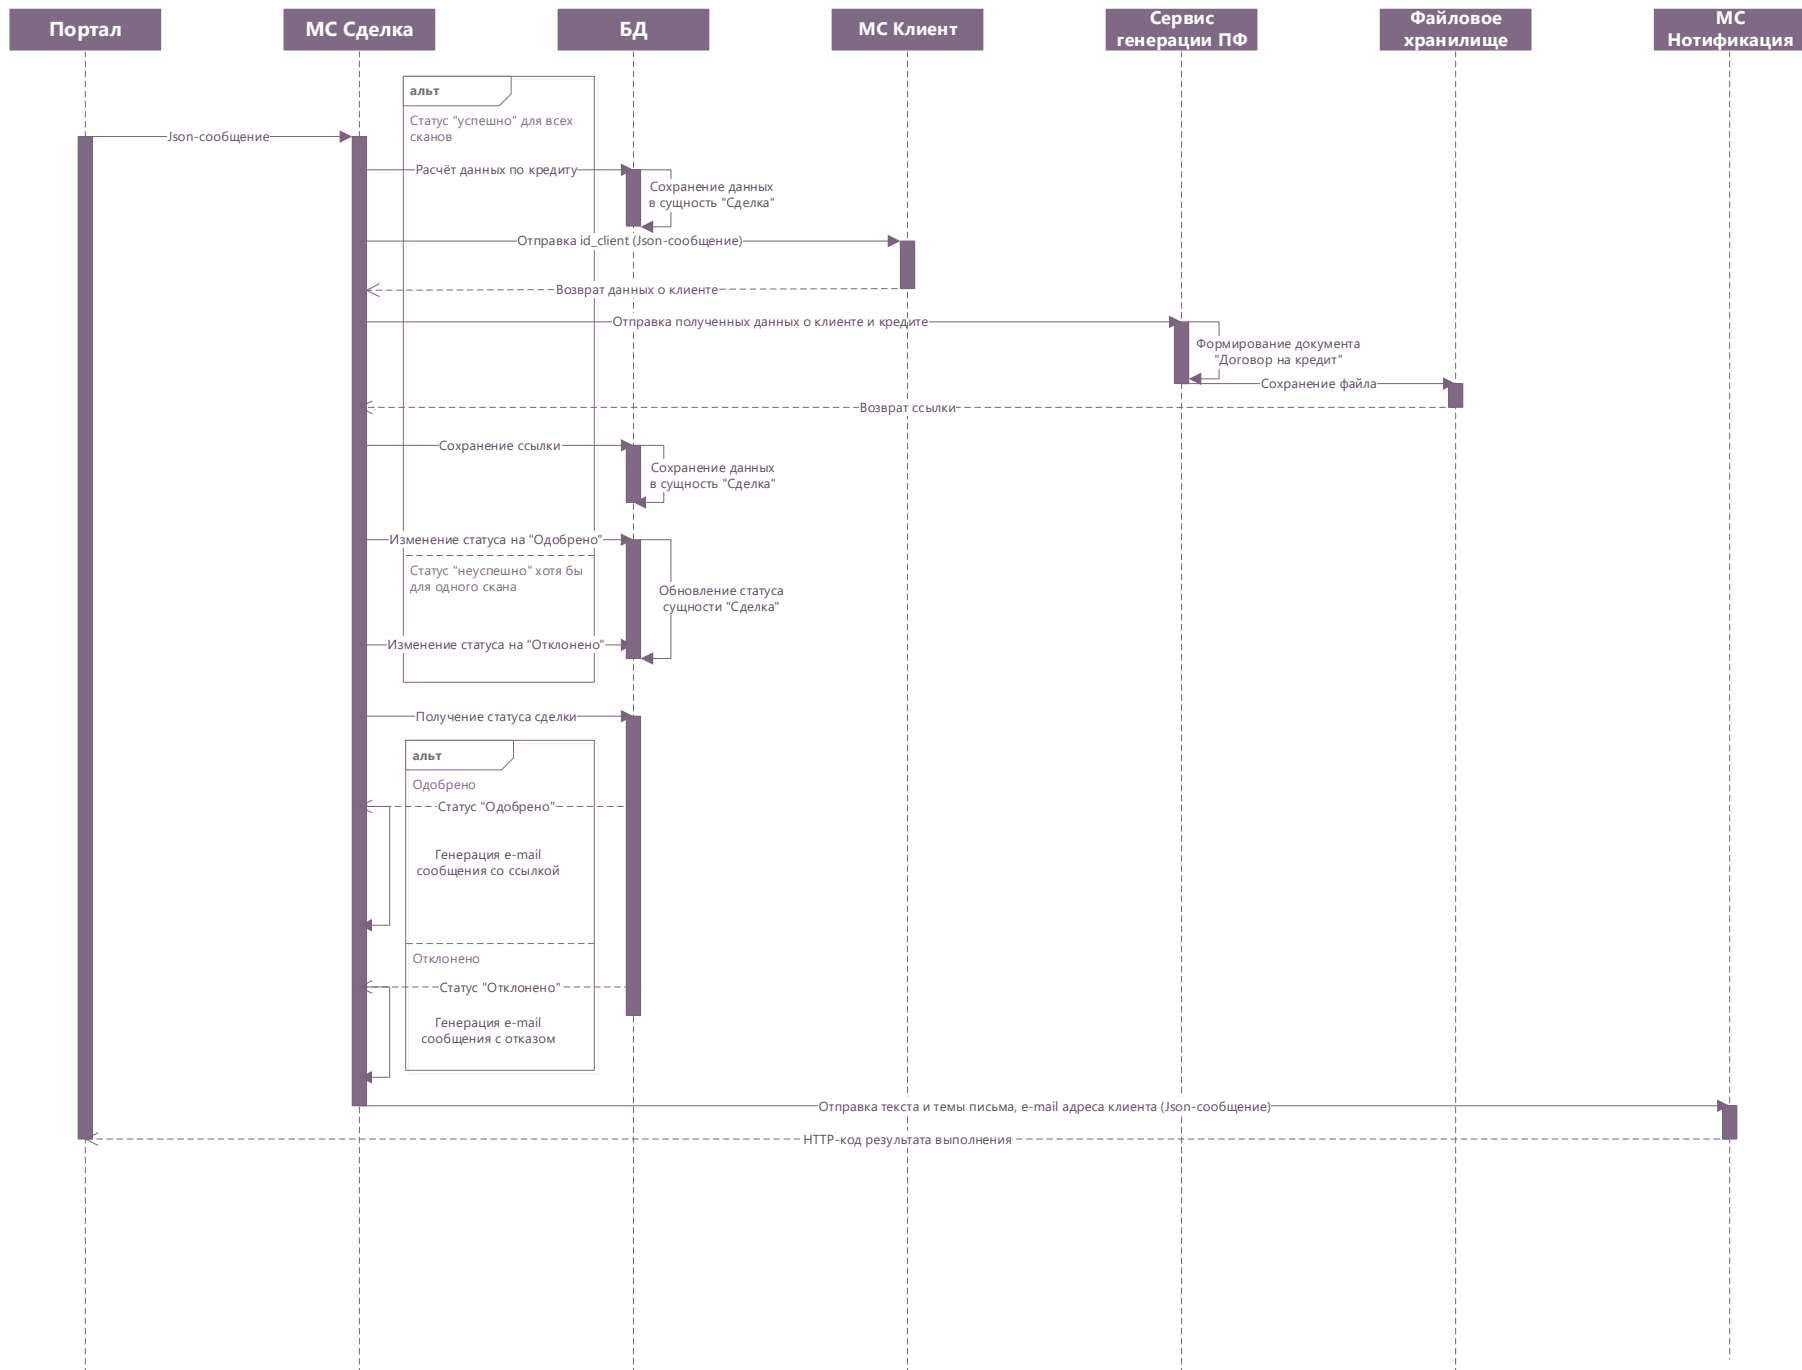 Портал
МС Сделка
БД
МС Клиент
Сервис
генерации ПФ
Файловое
хранилище
МС
Нотификация
альт
Статус "успешно" для всех
сканов
Json-сообщение
Расчёт данных по кредиту
Сохранение данных
в сущность "Сделка"
Отправка id_client (Json-сообщение)
Возврат данных о клиенте
Отправка полученных данных о клиенте и кредите
Формирование документа
"Договор на кредит"
Сохранение файла
Возврат ссылки
Сохранение ссылки
Сохранение данных
в сущность "Сделка"
Изменение статуса на "Одобрено"
Статус "неуспешно" хотя бы
для одного скана
Обновление статуса
сущности "Сделка"
Изменение статуса на "Отклонено"
Получение статуса сделки
альт
Одобрено
Статус "Одобрено"
Генерация e-mail
сообщения со ссылкой
Отклонено
Статус "Отклонено"
Генерация e-mail
сообщения с отказом
Отправка текста и темы письма, e-mail адреса клиента (Json-сообщение)
HTTP-код результата выполнения